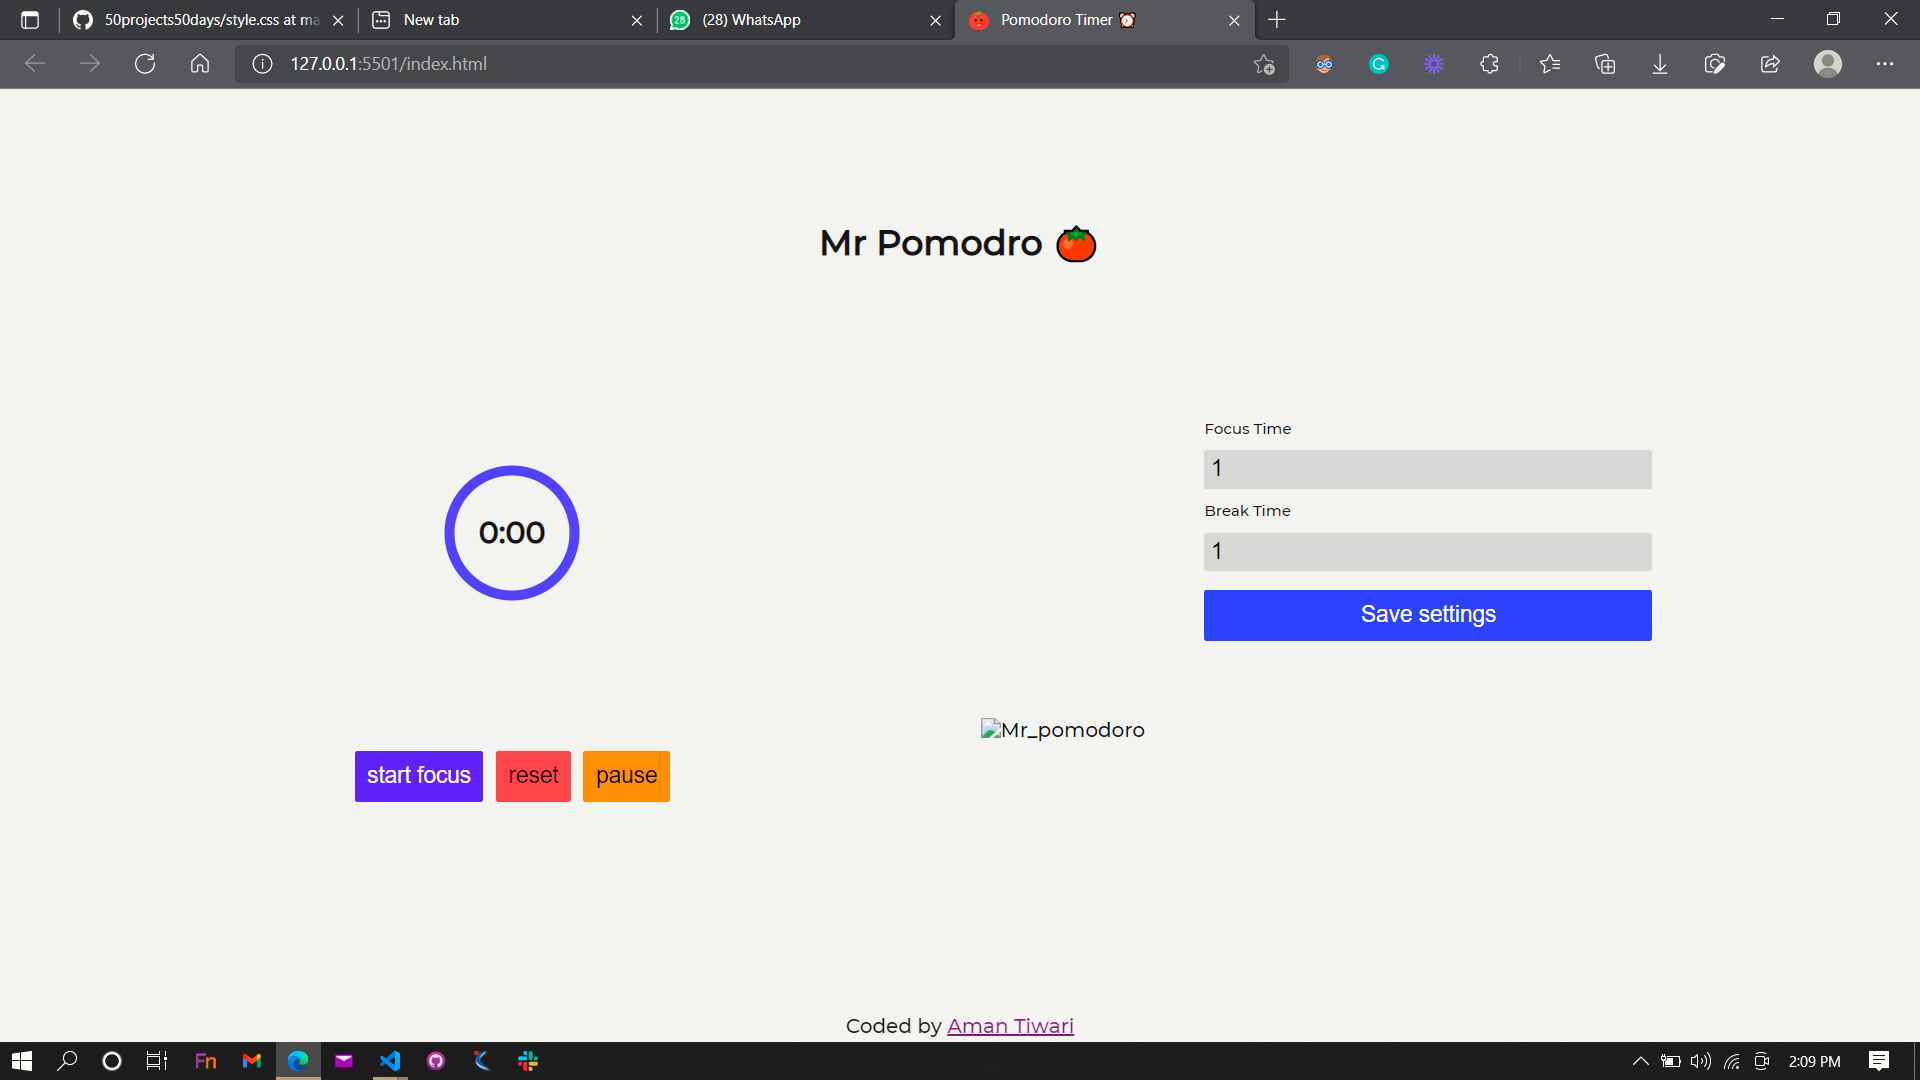 50projects50days/style.css at ma
New tab
28
(28) WhatsApp
Pomodoro Timer
127.0.0.1:5501/index.html
Mr Pomodro
Focus Time
1
Break Time
1
Save settings
0:00
Mr_pomodoro
start focus
reset
pause
Coded by Aman Tiwari
Fn
2:09 PM